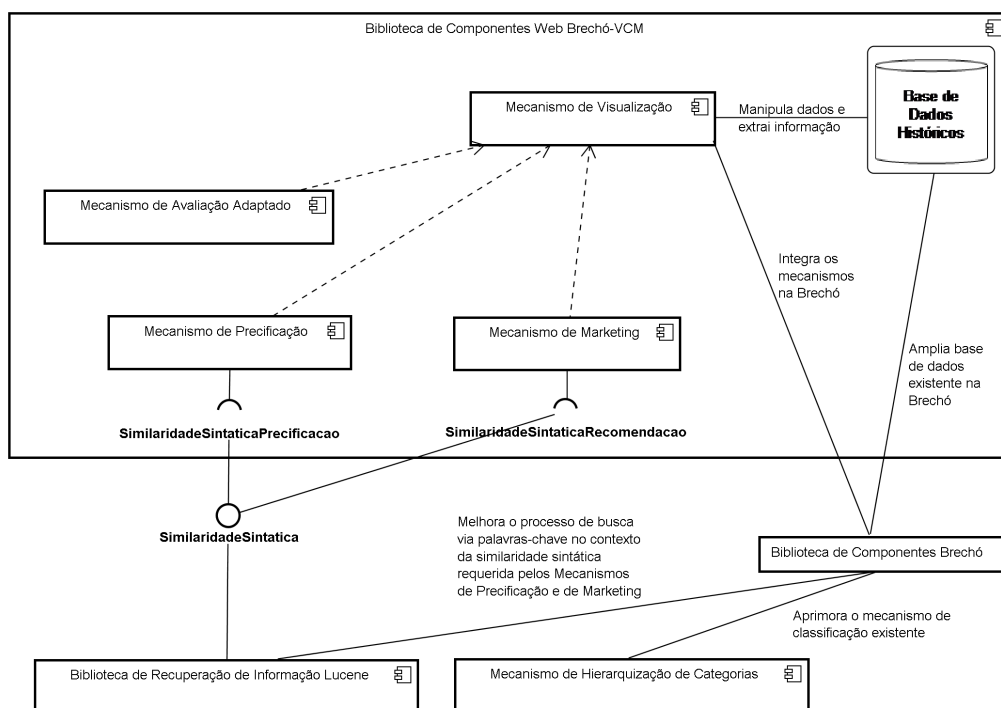 Biblioteca de Componentes Web Brechó-VCM
Mecanismo de Visualização
Manipula dados e
extrai informação
Base de
Dados
Históricos
Mecanismo de Avaliação Adaptado
Integra os
mecanismos
na Brechó
Mecanismo de Precificação
Mecanismo de Marketing
Amplia base
de dados
existente na
Brechó
SimilaridadeSintaticaPrecificacao
SimilaridadeSintaticaRecomendacao
SimilaridadeSintatica
Melhora o processo de busca
via palavras-chave no contexto
da similaridade sintática
requerida pelos Mecanismos
de Precificação e de Marketing
Biblioteca de Componentes Brechó
Aprimora o mecanismo de
classificação existente
Biblioteca de Recuperação de Informação Lucene
Mecanismo de Hierarquização de Categorias